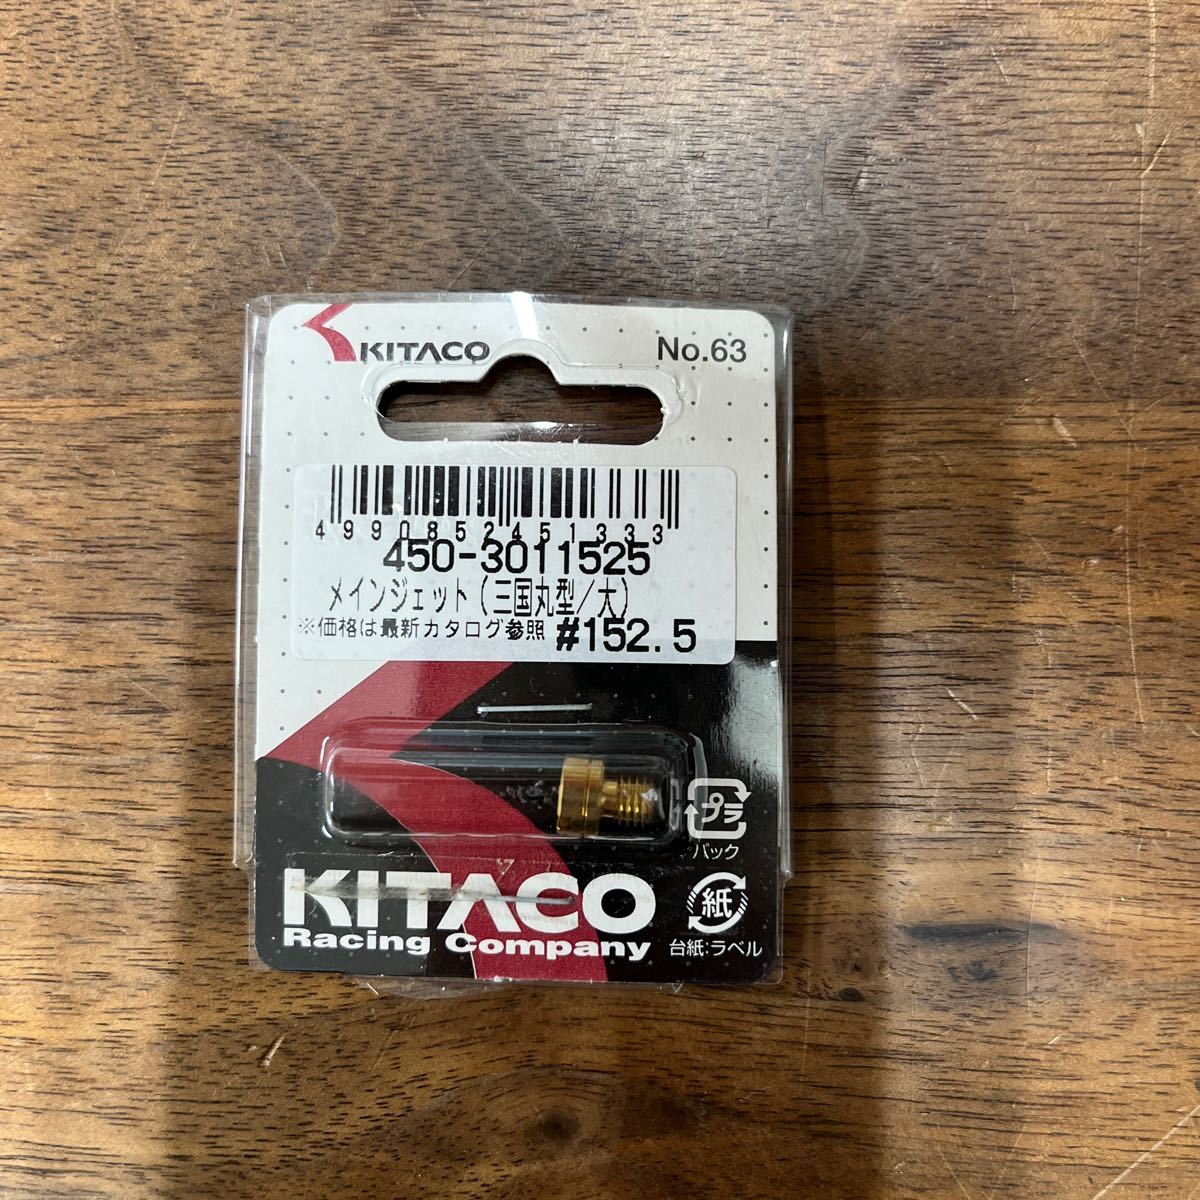 KITACO
No.63
4990852451333
450-3011525
メインジェット(三国丸型/大)
※価格は最新カタログ参照 #152.5
プラ
パック
KITACO
Racing Company
紙
台紙:ラベル